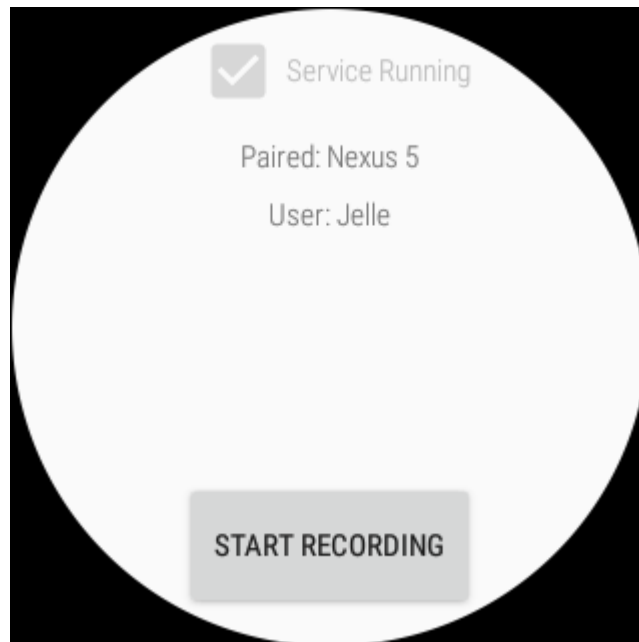 Service Running
Paired: Nexus 5
User: Jelle
START RECORDING